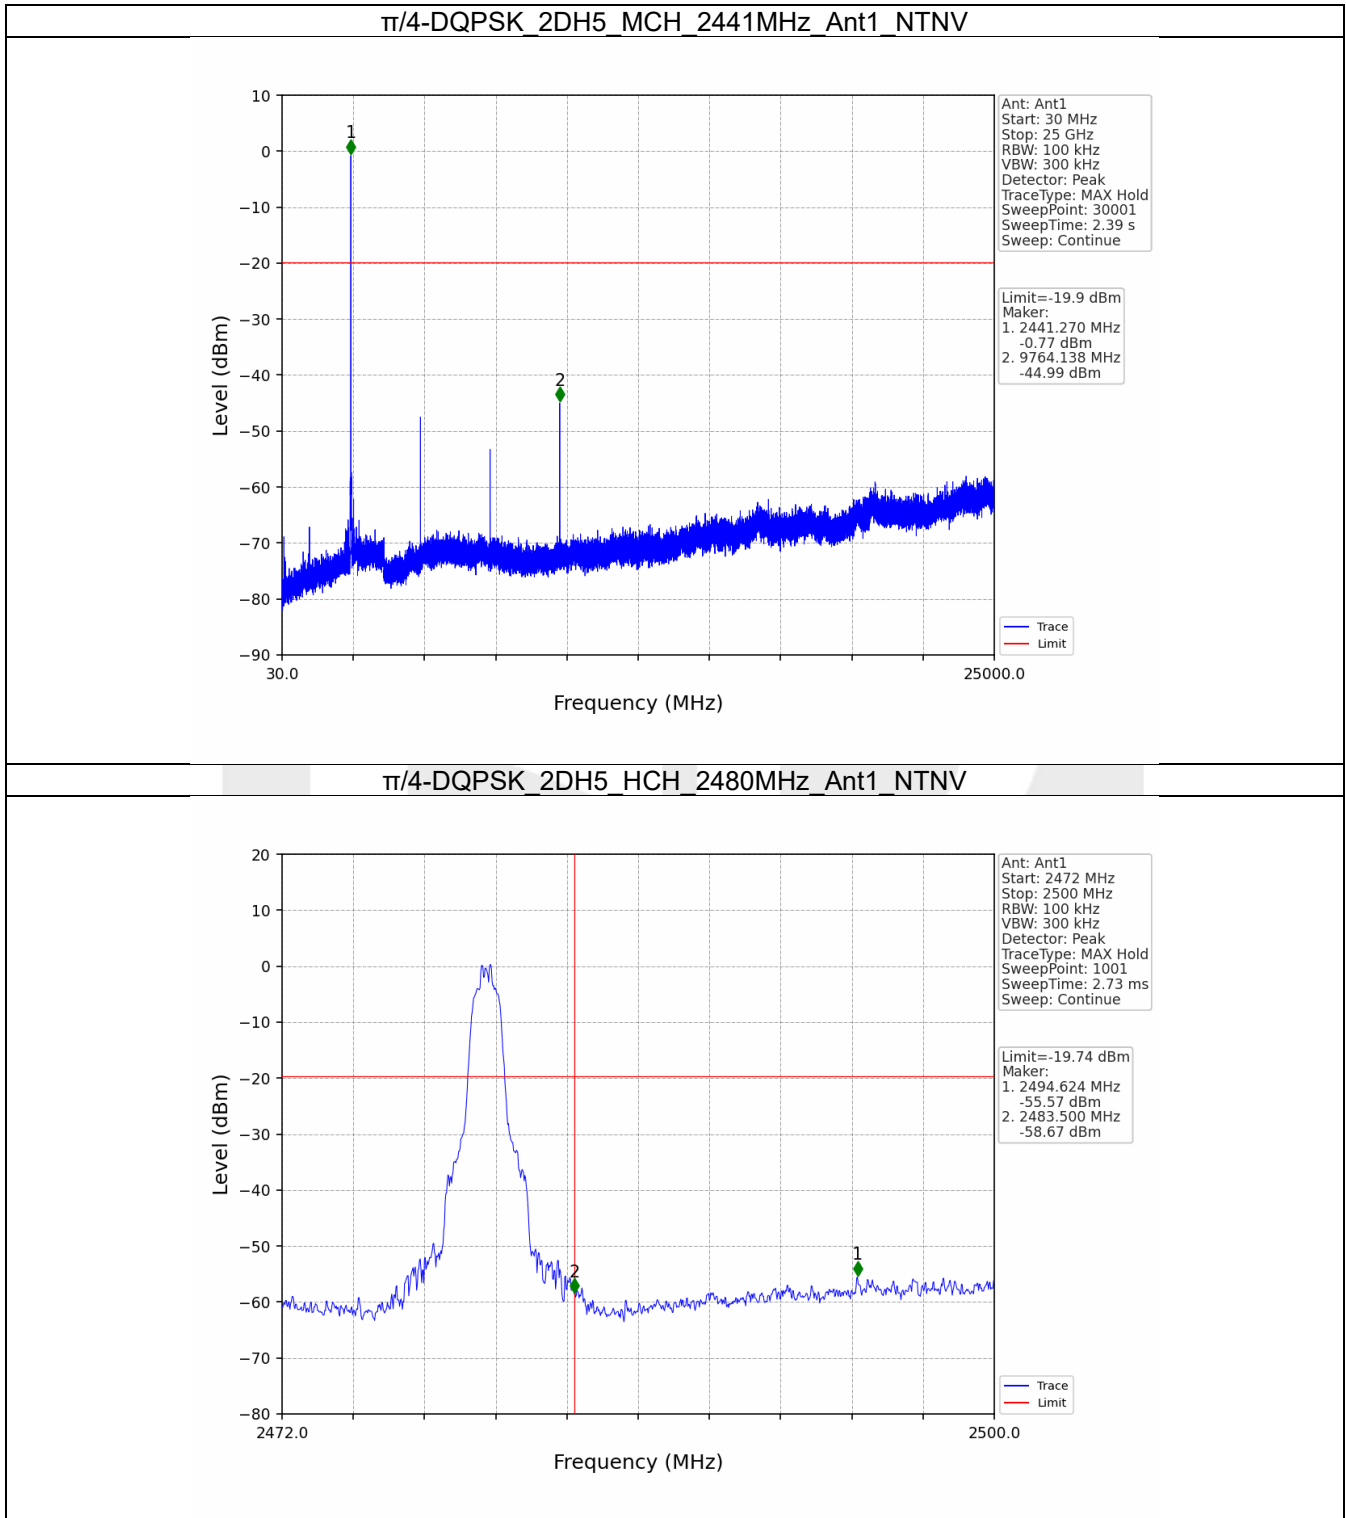 π/4-DQPSK_2DH5_MCH_2441MHz_Ant1_NTNV
10
0
−10
−20
−30
−40
−50
−60
−70
−80
−90
Level (dBm)
1
2
30.0
25000.0
Frequency (MHz)
Ant: Ant1
Start: 30 MHz
Stop: 25 GHz
RBW: 100 kHz
VBW: 300 kHz
Detector: Peak
TraceType: MAX Hold
SweepPoint: 30001
SweepTime: 2.39 s
Sweep: Continue
Limit=-19.9 dBm
Maker:
1. 2441.270 MHz
-0.77 dBm
2. 9764.138 MHz
-44.99 dBm
Trace
Limit
π/4-DQPSK_2DH5_HCH_2480MHz_Ant1_NTNV
20
10
0
−10
−20
−30
−40
−50
−60
−70
−80
Level (dBm)
2
1
2472.0
2500.0
Frequency (MHz)
Ant: Ant1
Start: 2472 MHz
Stop: 2500 MHz
RBW: 100 kHz
VBW: 300 kHz
Detector: Peak
TraceType: MAX Hold
SweepPoint: 1001
SweepTime: 2.73 ms
Sweep: Continue
Limit=-19.74 dBm
Maker:
1. 2494.624 MHz
-55.57 dBm
2. 2483.500 MHz
-58.67 dBm
Trace
Limit